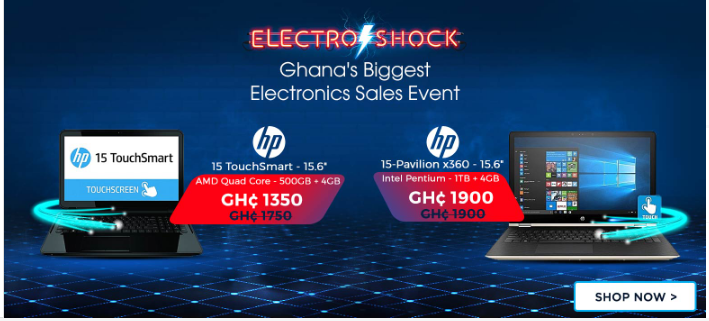 ELECTRO SHOCK
Ghana's Biggest
Electronics Sales Event
hp
15 TouchSmart - 15.6"
AMD Quad Core - 500GB + 4GB
GH¢ 1350
GH¢ 1750
hp
15-Pavilion x360 - 15.6"
Intel Pentium - 1TB + 4GB
GH¢ 1900
GH¢ 1900
hp 15 TouchSmart
TOUCHSCREEN
TOUCH
SHOP NOW >